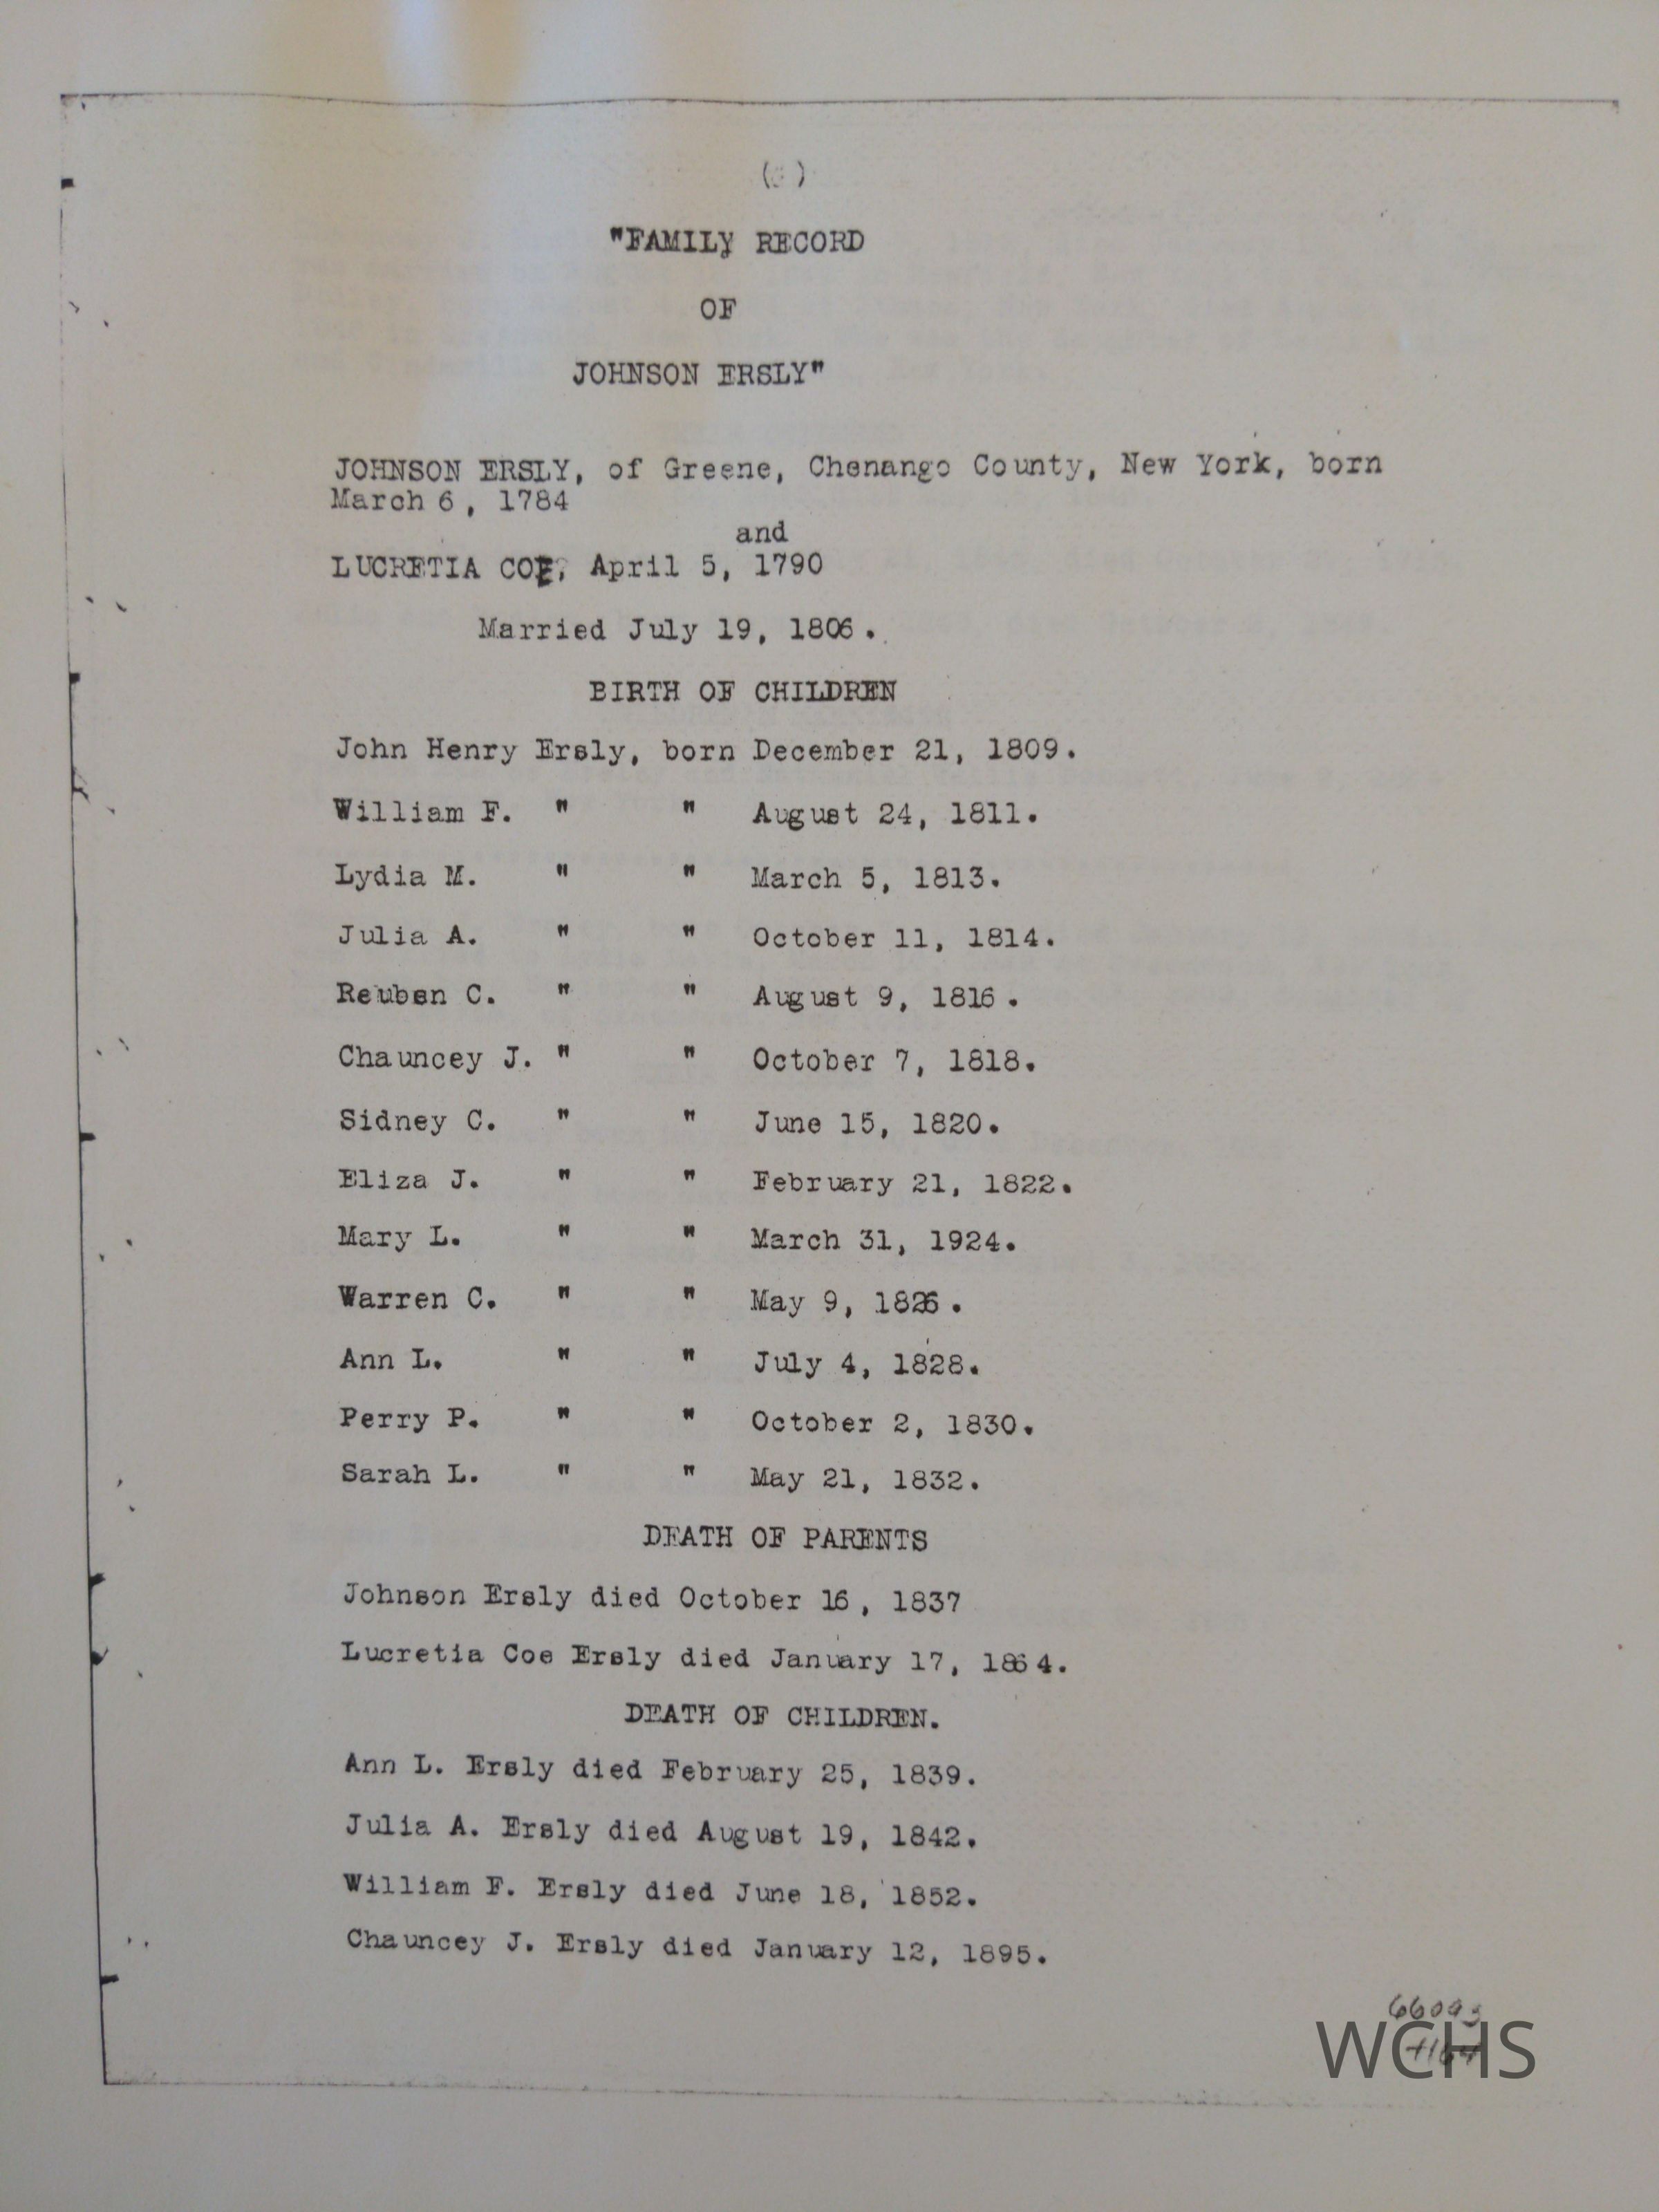 "FAMILY RECORD
OF
JOHNSON ERSLY"
JOHNSON ERSLY, of Greene, Chenango County, New York, born
March 6, 1784
and
LUCRETIA COE, April 5, 1790
Married July 19, 1806.
BIRTH OF CHILDREN
John Henry Ersly, born December 21, 1809.
William F. " " August 24, 1811.
Lydia M. " " March 5, 1813.
Julia A. " " October 11, 1814.
Reuben C. " " August 9, 1816.
Chauncey J. " " October 7, 1818.
Sidney C. " " June 15, 1820.
Eliza J. " " February 21, 1822.
Mary L. " " March 31, 1924.
Warren C. " " May 9, 1826.
Ann L. " " July 4, 1828.
Perry P. " " October 2, 1830.
Sarah L. " " May 21, 1832.
DEATH OF PARENTS
Johnson Ersly died October 16, 1837
Lucretia Coe Ersly died January 17, 1864.
DEATH OF CHILDREN.
Ann L. Ersly died February 25, 1839.
Julia A. Ersly died August 19, 1842.
William F. Ersly died June 18, 1852.
Chauncey J. Ersly died January 12, 1895.
WCHS